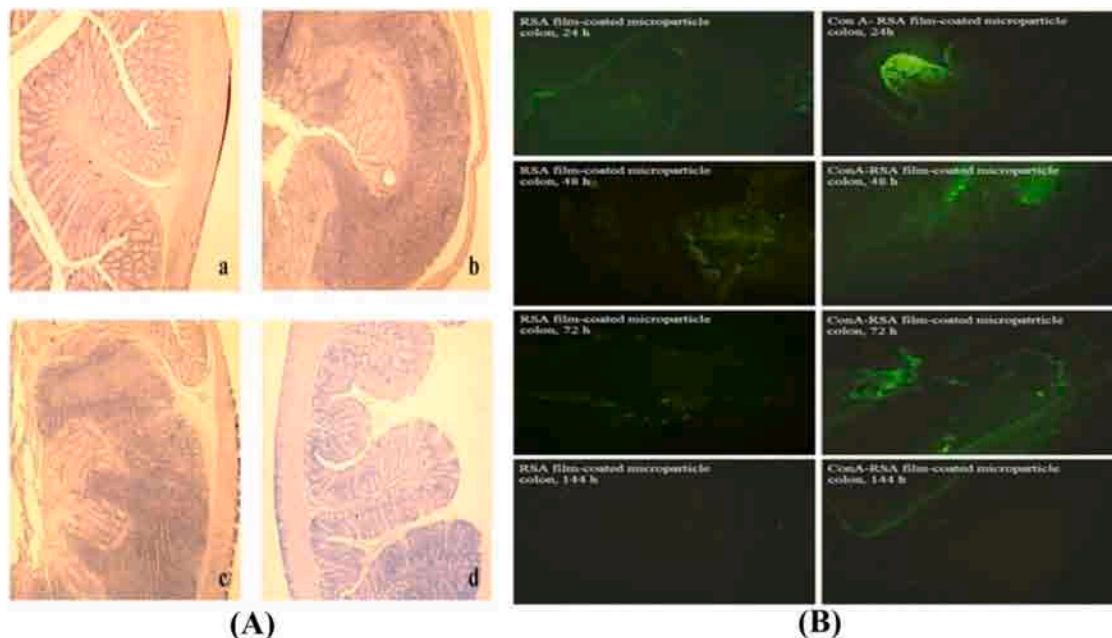 a
b
c
d
(A)
RSA film-coated microparticle
colon, 24 h
Con A- RSA film-coated microparticle
colon, 24h
RSA film-coated microparticle
colon, 48 h
ConA-RSA film-coated microparticle
colon, 48 h
RSA film-coated microparticle
colon, 72 h
ConA-RSA film-coated micropatrticle
colon, 72 h
RSA film-coated microparticle
colon, 144 h
ConA-RSA film-coated microparticle
colon, 144 h
(B)